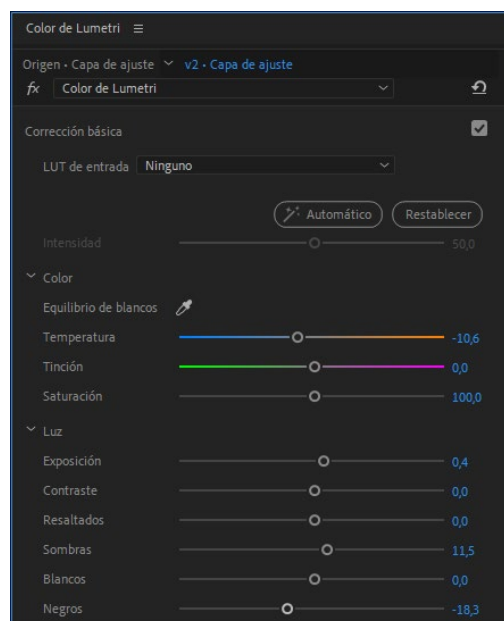 Color de Lumetri
Origen · Capa de ajuste v2 · Capa de ajuste
fx Color de Lumetri
Corrección básica
LUT de entrada Ninguno
Automático Restablecer
Intensidad 50,0
Color
Equilibrio de blancos
Temperatura -10,6
Tinción 0,0
Saturación 100,0
Luz
Exposición 0,4
Contraste 0,0
Resaltados 0,0
Sombras 11,5
Blancos 0,0
Negros -18,3